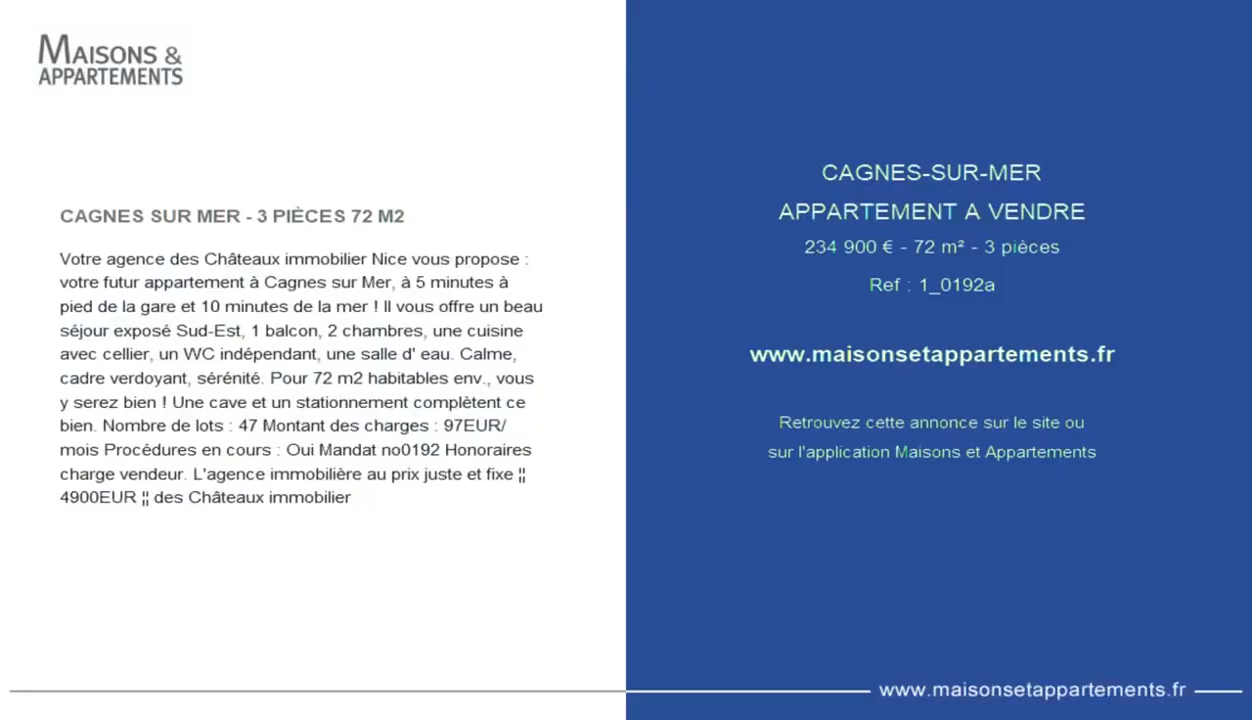 MAISONS &
APPARTEMENTS
CAGNES SUR MER - 3 PIÈCES 72 M2
Votre agence des Châteaux immobilier Nice vous propose :
votre futur appartement à Cagnes sur Mer, à 5 minutes à
pied de la gare et 10 minutes de la mer ! Il vous offre un beau
séjour exposé Sud-Est, 1 balcon, 2 chambres, une cuisine
avec cellier, un WC indépendant, une salle d' eau. Calme,
cadre verdoyant, sérénité. Pour 72 m2 habitables env., vous
y serez bien ! Une cave et un stationnement complètent ce
bien. Nombre de lots : 47 Montant des charges : 97EUR/
mois Procédures en cours : Oui Mandat no0192 Honoraires
charge vendeur. L'agence immobilière au prix juste et fixe ¦¦
4900EUR ¦¦ des Châteaux immobilier
CAGNES-SUR-MER
APPARTEMENT A VENDRE
234 900 € - 72 m² - 3 pièces
Ref : 1_0192a
www.maisonsetappartements.fr
Retrouvez cette annonce sur le site ou
sur l'application Maisons et Appartements
www.maisonsetappartements.fr